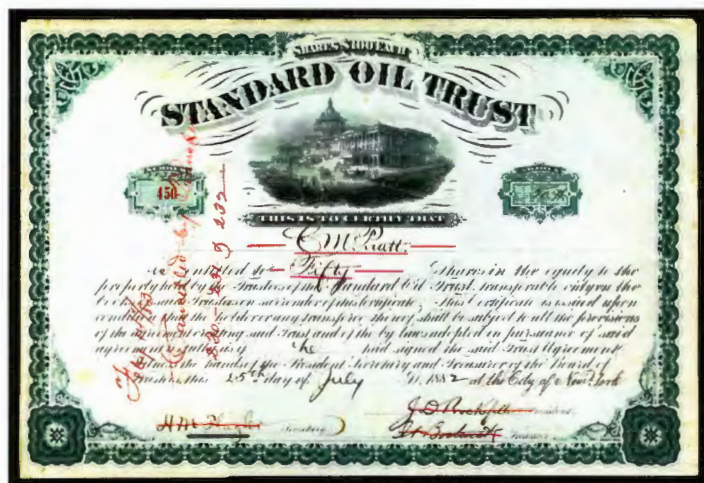 SHARES $100 EACH
STANDARD OIL TRUST
NUMBER
450
SHARES
50
THIS IS TO CERTIFY THAT
C M Pratt
is entitled to Fifty Shares in the equity to the
property held by the Trustees of the Standard Oil Trust, transferable only on the
books of said Trustees on surrender of this certificate. This Certificate is issued upon
condition that the holder or any transferee thereof shall be subject to all the provisions
of the agreement creating said Trust and of the by laws adopted in pursuance of said
agreement as fully as if he had signed the said Trust Agreement
the hands of the President Secretary and Treasurer of the Board of
Trustees this 25th day of July 1882 at the City of New York
Secretary
President
Treasurer
Cancelled by
232